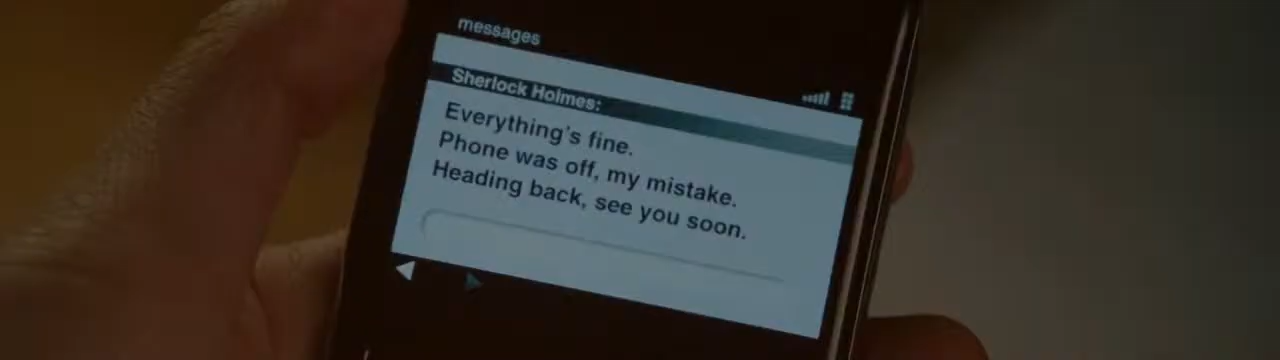 messages
Sherlock Holmes:
Everything's fine.
Phone was off, my mistake.
Heading back, see you soon.